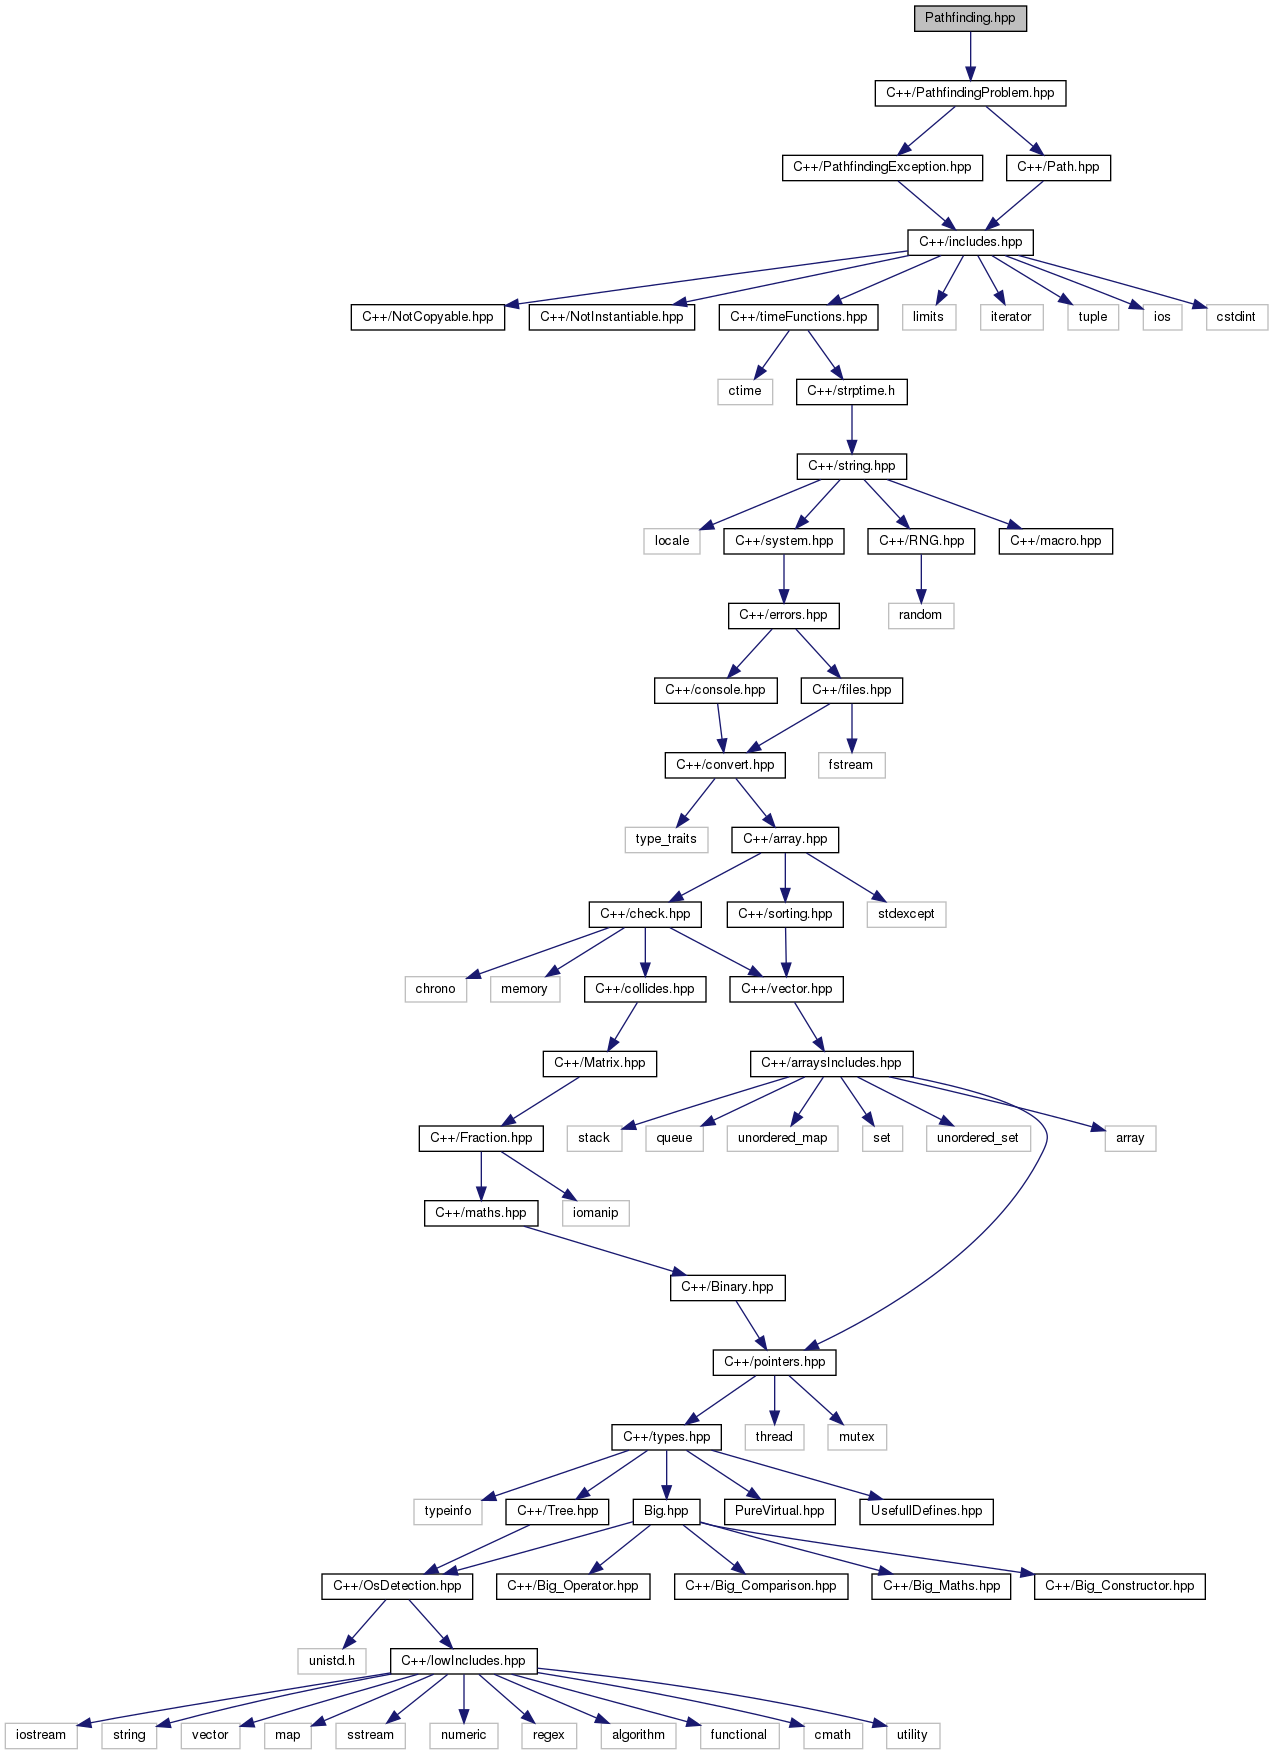 Pathfinding.hpp
C++/PathfindingProblem.hpp
C++/PathfindingException.hpp
C++/Path.hpp
C++/includes.hpp
C++/NotCopyable.hpp
C++/NotInstantiable.hpp
C++/timeFunctions.hpp
limits
iterator
tuple
ios
cstdint
ctime
C++/strptime.h
C++/string.hpp
locale
C++/system.hpp
C++/RNG.hpp
C++/macro.hpp
C++/errors.hpp
random
C++/console.hpp
C++/files.hpp
C++/convert.hpp
fstream
type_traits
C++/array.hpp
C++/check.hpp
C++/sorting.hpp
stdexcept
chrono
memory
C++/collides.hpp
C++/vector.hpp
C++/Matrix.hpp
C++/arraysIncludes.hpp
C++/Fraction.hpp
stack
queue
unordered_map
set
unordered_set
array
C++/maths.hpp
iomanip
C++/Binary.hpp
C++/pointers.hpp
C++/types.hpp
thread
mutex
typeinfo
C++/Tree.hpp
Big.hpp
PureVirtual.hpp
UsefullDefines.hpp
C++/OsDetection.hpp
C++/Big_Operator.hpp
C++/Big_Comparison.hpp
C++/Big_Maths.hpp
C++/Big_Constructor.hpp
unistd.h
C++/lowIncludes.hpp
iostream
string
vector
map
sstream
numeric
regex
algorithm
functional
cmath
utility